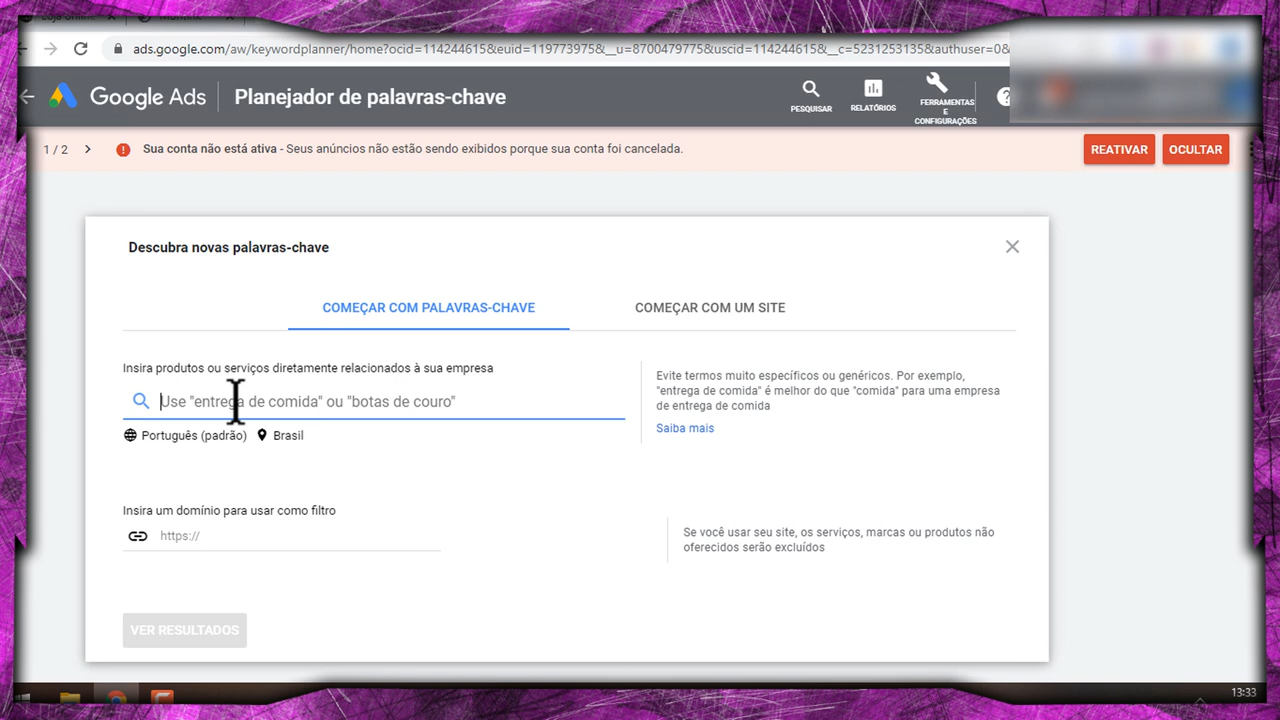 ads.google.com/aw/keywordplanner/home?ocid=114244615&euid=1197739975&__u=8700479775&uscid=114244615&__c=5231253135&authuser=0&
Google Ads
Planejador de palavras-chave
PESQUISAR
RELATÓRIOS
FERRAMENTAS
E
CONFIGURAÇÕES
1 / 2
Sua conta não está ativa - Seus anúncios não estão sendo exibidos porque sua conta foi cancelada.
REATIVAR
OCULTAR
Descubra novas palavras-chave
COMEÇAR COM PALAVRAS-CHAVE
COMEÇAR COM UM SITE
Insira produtos ou serviços diretamente relacionados à sua empresa
Use "entrega de comida" ou "botas de couro"
Português (padrão)
Brasil
Evite termos muito específicos ou genéricos. Por exemplo,
"entrega de comida" é melhor do que "comida" para uma empresa
de entrega de comida
Saiba mais
Insira um domínio para usar como filtro
https://
Se você usar seu site, os serviços, marcas ou produtos não
oferecidos serão excluídos
VER RESULTADOS
13:33